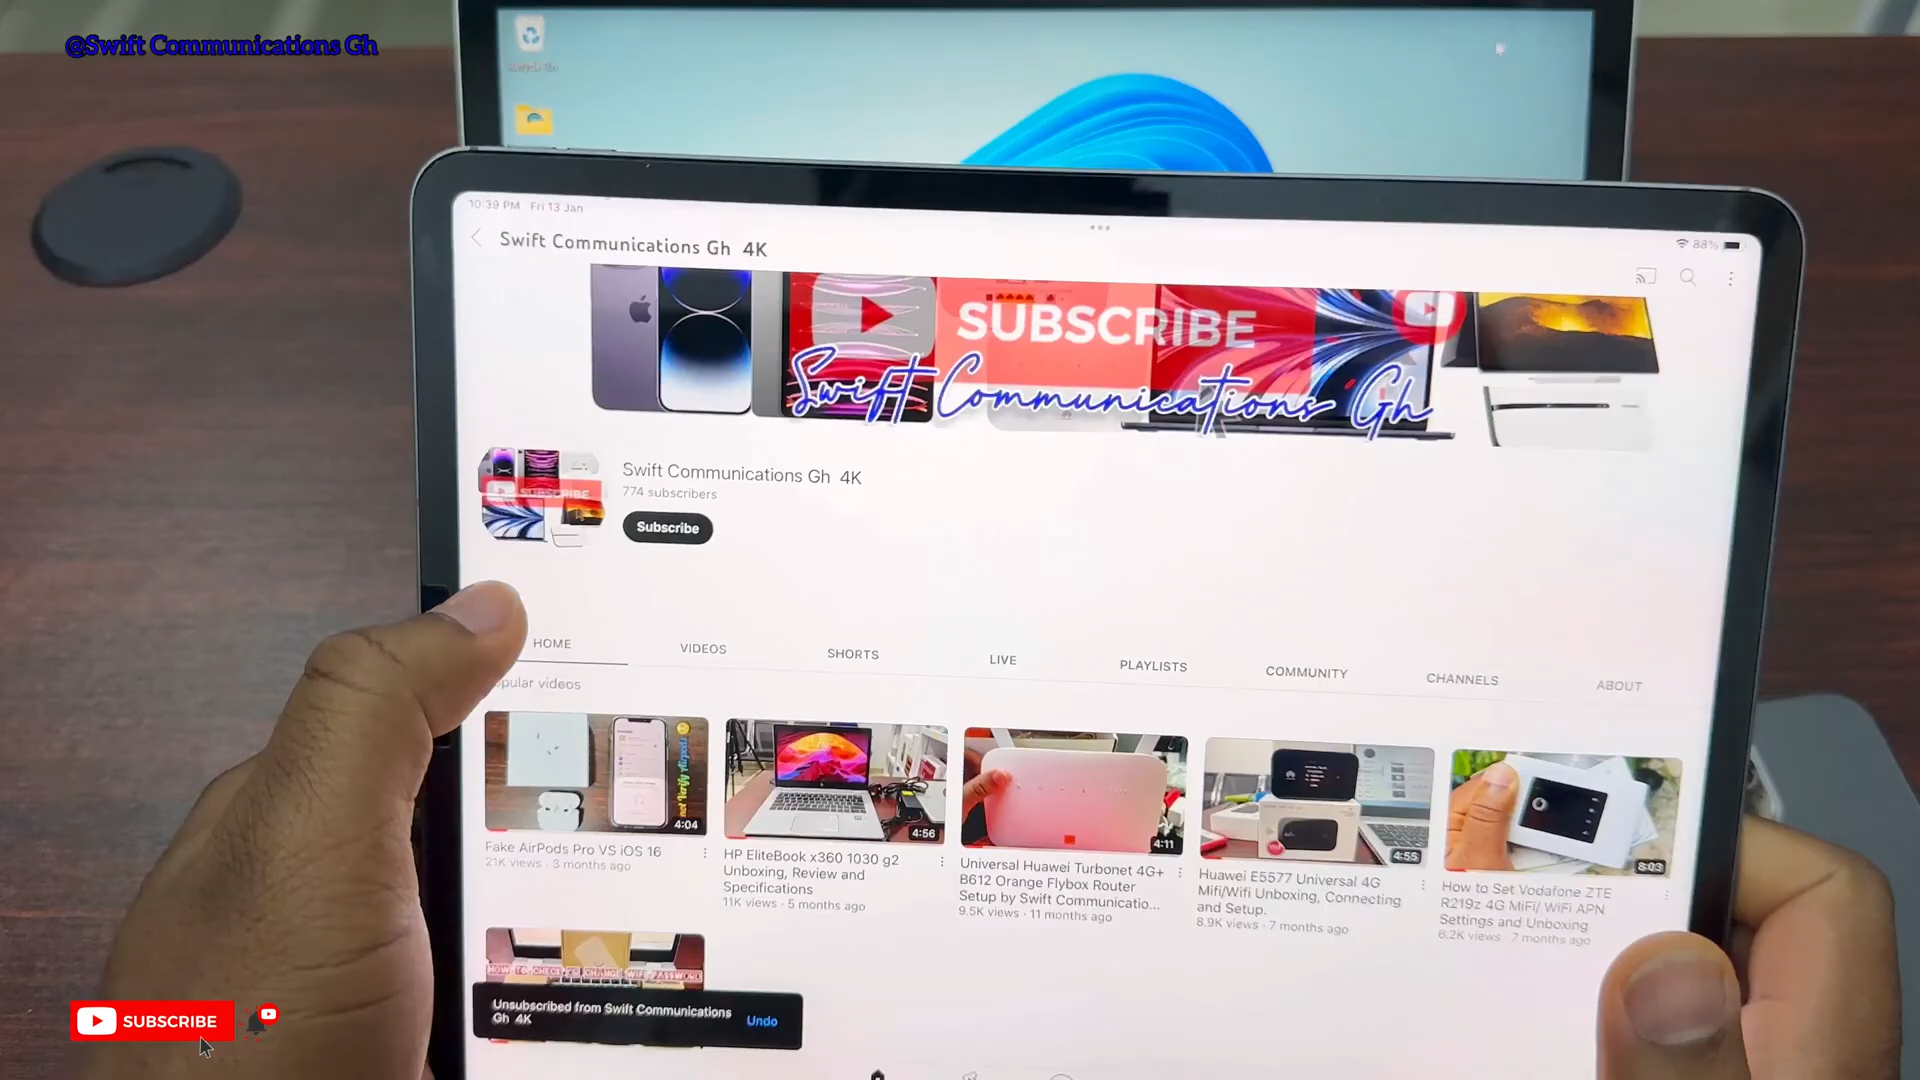 @Swift Communications Gh
10:39 PM Fri 13 Jan
88%
Swift Communications Gh 4K
SUBSCRIBE
Swift Communications Gh
SUBSCRIBE
Swift Communications Gh 4K
774 subscribers
Subscribe
HOME
VIDEOS
SHORTS
LIVE
PLAYLISTS
COMMUNITY
CHANNELS
ABOUT
opular videos
4:04
Fake AirPods Pro VS iOS 16
21K views · 3 months ago
4:56
HP EliteBook x360 1030 g2
Unboxing, Review and
Specifications
11K views · 5 months ago
4:11
Universal Huawei Turbonet 4G+
B612 Orange Flybox Router
Setup by Swift Communicatio...
9.5K views · 11 months ago
4:55
Huawei E5577 Universal 4G
Mifi/Wifi Unboxing, Connecting
and Setup.
8.9K views · 7 months ago
8:03
How to Set Vodafone ZTE
R219z 4G MiFi/ WiFi APN
Settings and Unboxing
6.2K views · 7 months ago
Unsubscribed from Swift Communications
Gh 4K
Undo
SUBSCRIBE